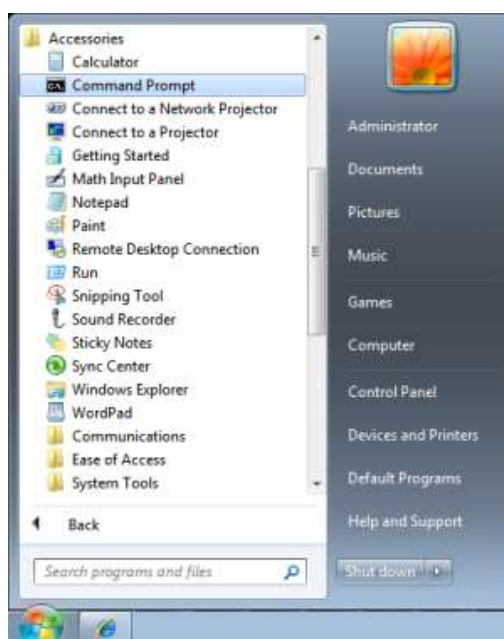 Accessories
Calculator
Command Prompt
Connect to a Network Projector
Connect to a Projector
Getting Started
Math Input Panel
Notepad
Paint
Remote Desktop Connection
Run
Snipping Tool
Sound Recorder
Sticky Notes
Sync Center
Windows Explorer
WordPad
Communications
Ease of Access
System Tools
Back
Search programs and files
Administrator
Documents
Pictures
Music
Games
Computer
Control Panel
Devices and Printers
Default Programs
Help and Support
Shut down